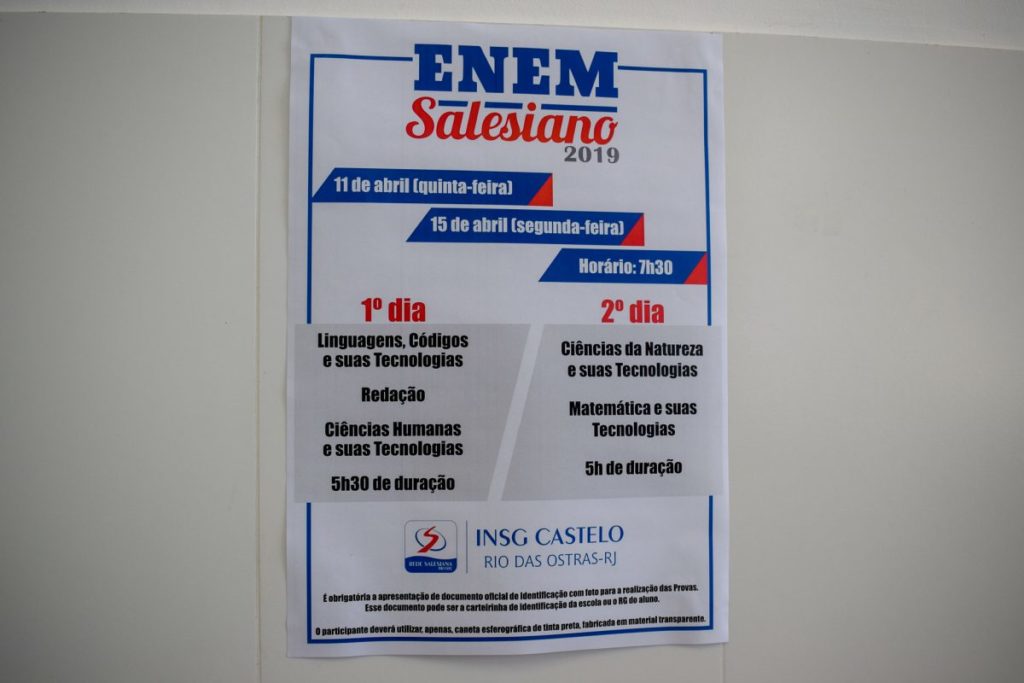 ENEM
Salesiano
2019
11 de abril (quinta-feira)
15 de abril (segunda-feira)
Horário: 7h30
1º dia
Linguagens, Códigos
e suas Tecnologias
Redação
Ciências Humanas
e suas Tecnologias
5h30 de duração
2º dia
Ciências da Natureza
e suas Tecnologias
Matemática e suas
Tecnologias
5h de duração
REDE SALESIANA
INSG CASTELO
RIO DAS OSTRAS-RJ
É obrigatória a apresentação de documento oficial de identificação com foto para a realização das Provas.
Esse documento pode ser a carteirinha de identificação da escola ou o RG do aluno.
O participante deverá utilizar, apenas, caneta esferográfica de tinta preta, fabricada em material transparente.